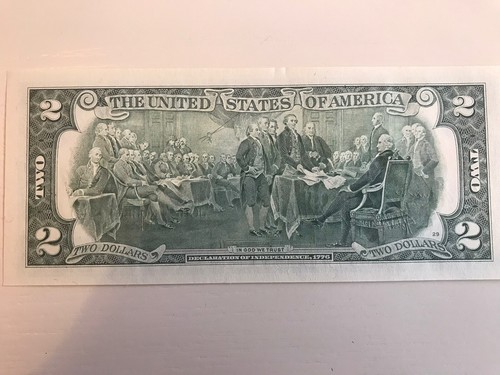 2 THE UNITED STATES OF AMERICA 2
TWO TWO
2 TWO DOLLARS IN GOD WE TRUST TWO DOLLARS 2
29
DECLARATION OF INDEPENDENCE, 1776